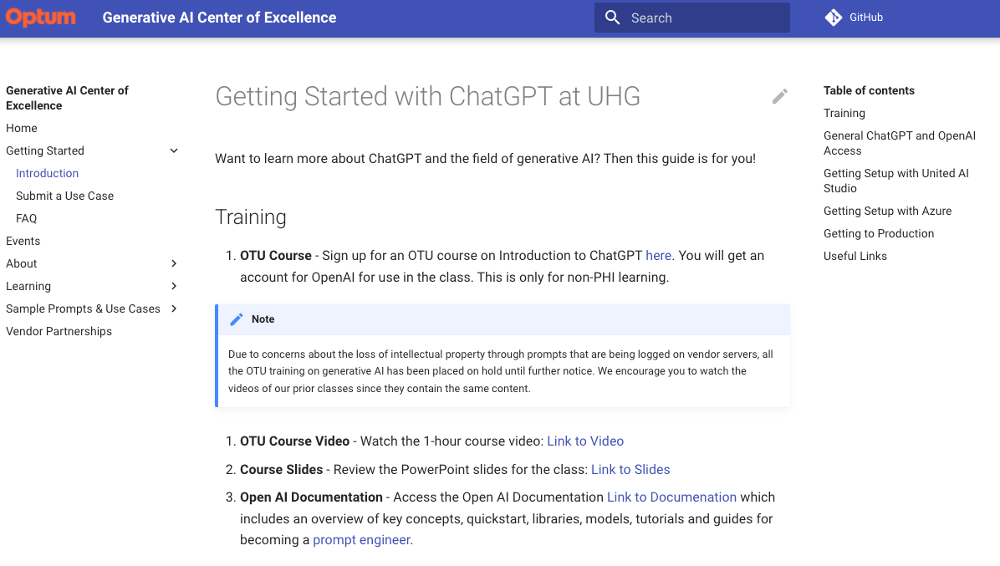 Optum
Generative AI Center of Excellence
Search
GitHub
Generative AI Center of
Excellence
Home
Getting Started
Introduction
Submit a Use Case
FAQ
Events
About
Learning
Sample Prompts & Use Cases
Vendor Partnerships
Getting Started with ChatGPT at UHG
Want to learn more about ChatGPT and the field of generative AI? Then this guide is for you!
Training
1. OTU Course - Sign up for an OTU course on Introduction to ChatGPT here. You will get an
account for OpenAI for use in the class. This is only for non-PHI learning.
Note
Due to concerns about the loss of intellectual property through prompts that are being logged on vendor servers, all
the OTU training on generative AI has been placed on hold until further notice. We encourage you to watch the
videos of our prior classes since they contain the same content.
1. OTU Course Video - Watch the 1-hour course video: Link to Video
2. Course Slides - Review the PowerPoint slides for the class: Link to Slides
3. Open AI Documentation - Access the Open AI Documentation Link to Documenation which
includes an overview of key concepts, quickstart, libraries, models, tutorials and guides for
becoming a prompt engineer.
Table of contents
Training
General ChatGPT and OpenAI
Access
Getting Setup with United AI
Studio
Getting Setup with Azure
Getting to Production
Useful Links